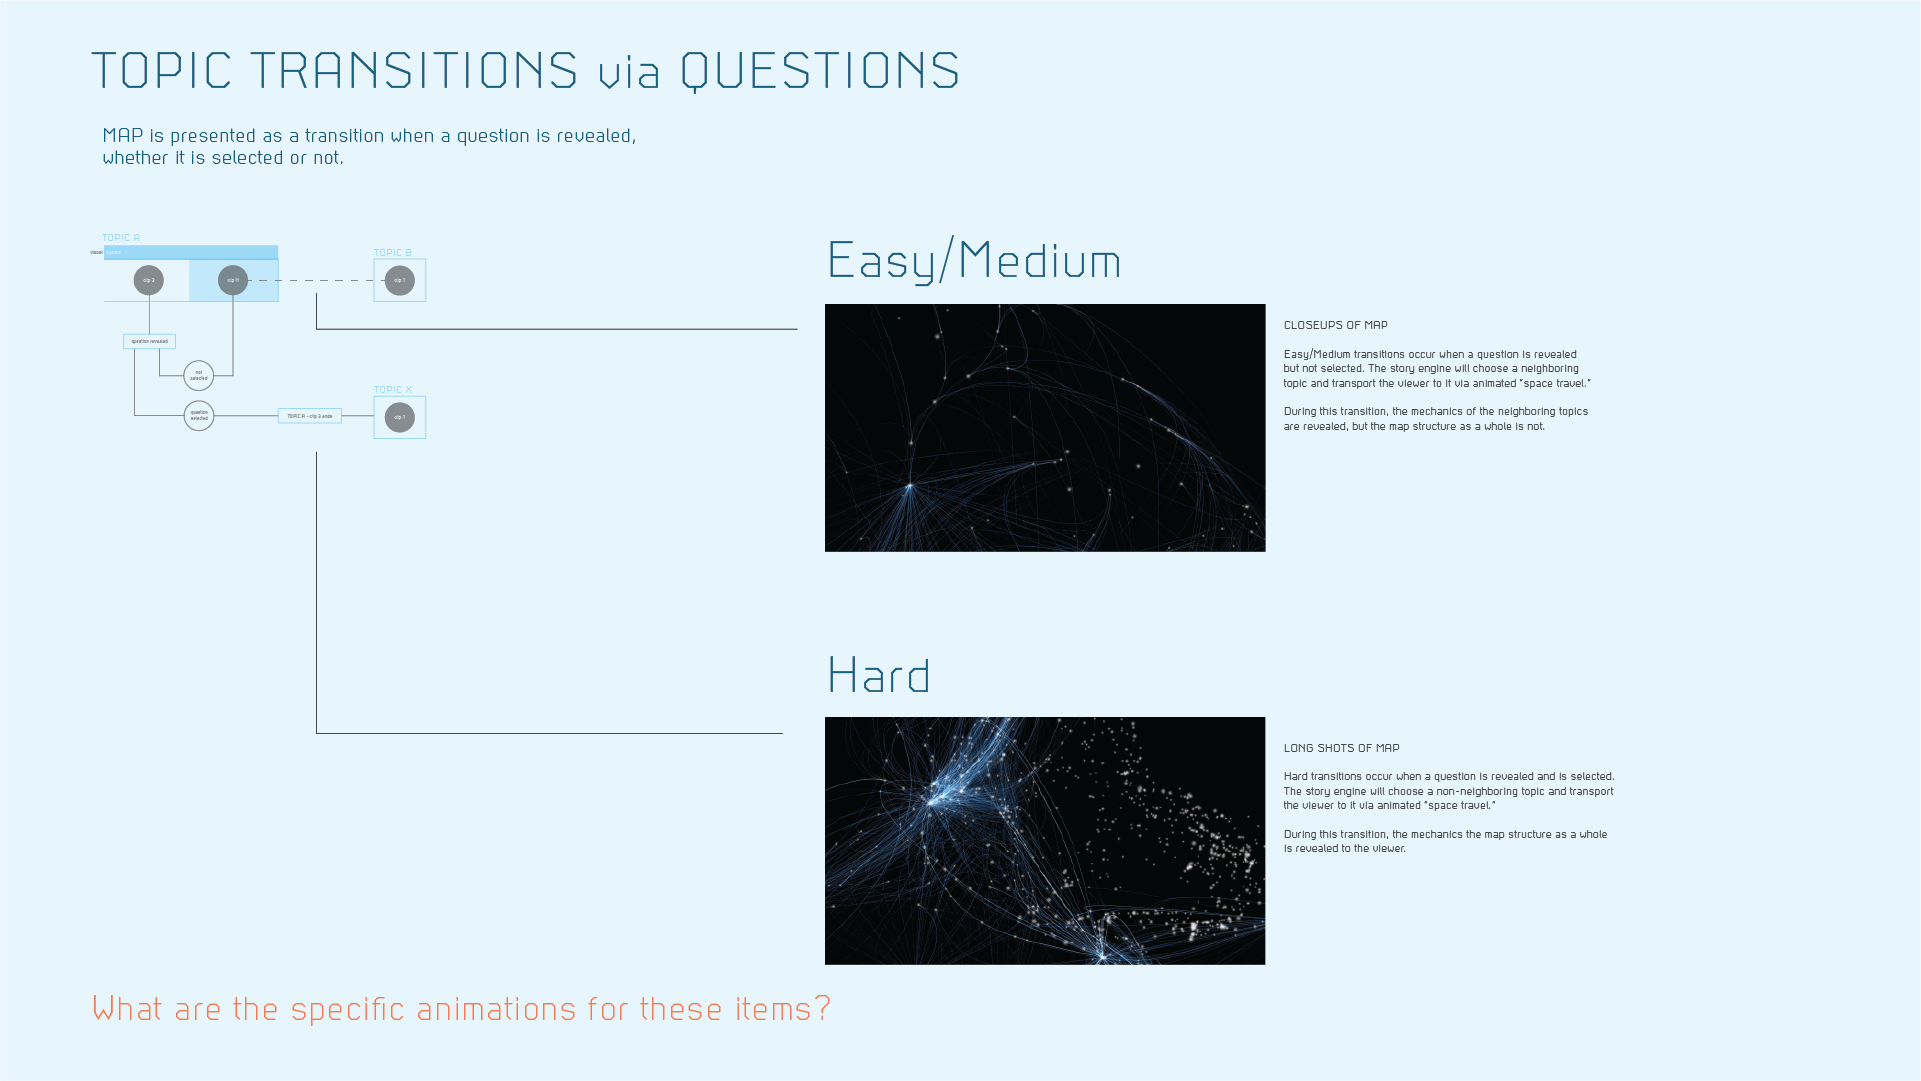 TOPIC TRANSITIONS via QUESTIONS
MAP is presented as a transition when a question is revealed,
whether it is selected or not.
TOPIC A
clip 3
TOPIC B
clip 1
question revealed
not
selected
question
selected
TOPIC A - clip 3 ends
TOPIC X
clip 1
Easy/Medium
CLOSEUPS OF MAP
Easy/Medium transitions occur when a question is revealed
but not selected. The story engine will choose a neighboring
topic and transport the viewer to it via animated "space travel."
During this transition, the mechanics of the neighboring topics
are revealed, but the map structure as a whole is not.
Hard
LONG SHOTS OF MAP
Hard transitions occur when a question is revealed and is selected.
The story engine will choose a non-neighboring topic and transport
the viewer to it via animated "space travel."
During this transition, the mechanics the map structure as a whole
is revealed to the viewer.
What are the specific animations for these items?